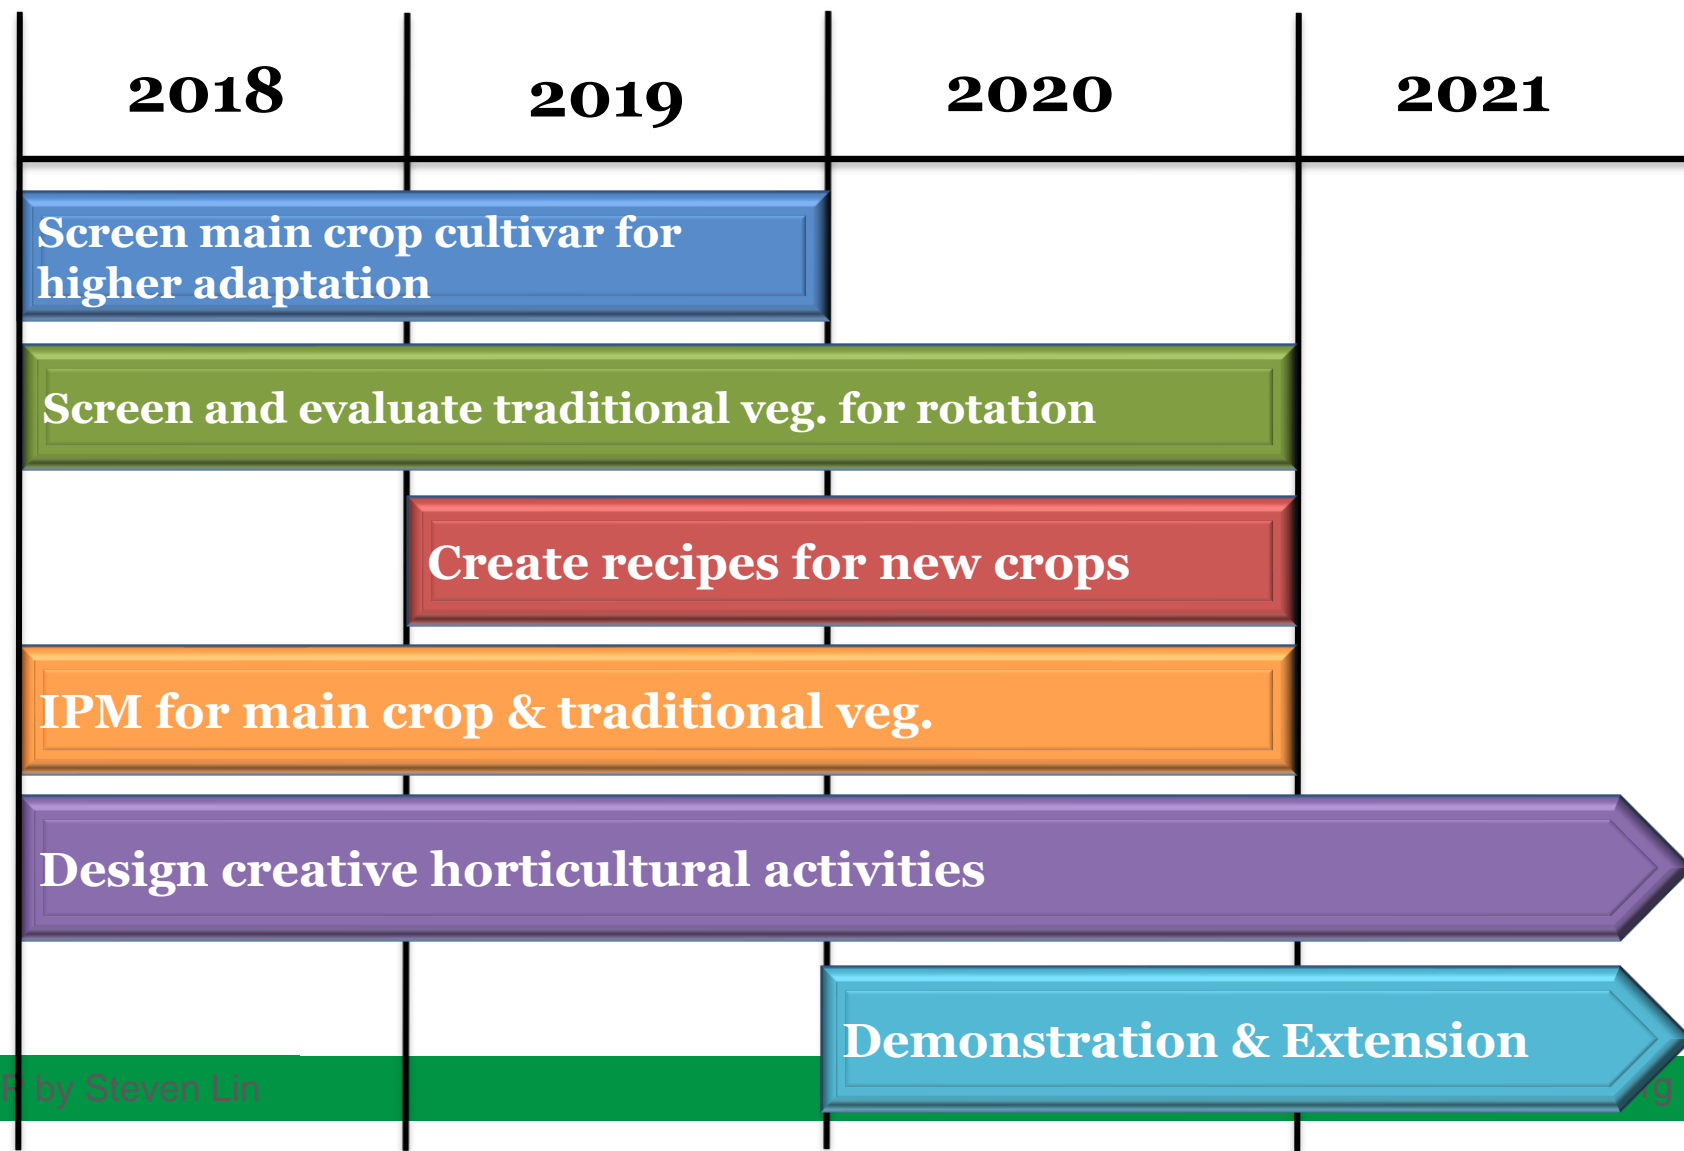 2018
2019
2020
2021
Screen main crop cultivar for
higher adaptation
Screen and evaluate traditional veg. for rotation
Create recipes for new crops
IPM for main crop & traditional veg.
Design creative horticultural activities
Demonstration & Extension
by Steven Lin